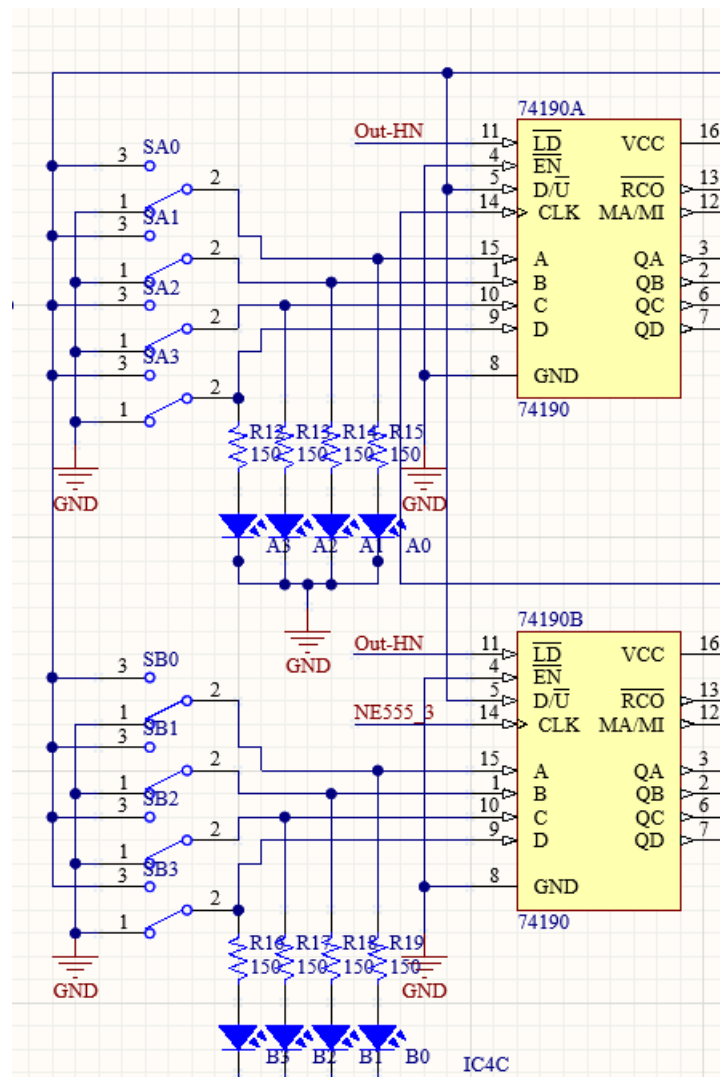 74190A
Out-HN 11 LD VCC 16
4 EN
5 D/U RCO 13
14 CLK MA/MI 12
15 A QA 3
1 B QB 2
10 C QC 6
9 D QD 7
8 GND
74190
3 SA0
2
1 SA1
3
2
1 SA2
3
2
1 SA3
3
2
1
GND
R12 R13 R14 R15
150 150 150 150
GND
A3 A2 A1 A0
GND
74190B
Out-HN 11 LD VCC 16
4 EN
5 D/U RCO 13
NE555_3 14 CLK MA/MI 12
15 A QA 3
1 B QB 2
10 C QC 6
9 D QD 7
8 GND
74190
3 SB0
2
1 SB1
3
2
1 SB2
3
2
1 SB3
3
2
1
GND
R16 R17 R18 R19
150 150 150 150
GND
B3 B2 B1 B0
IC4C